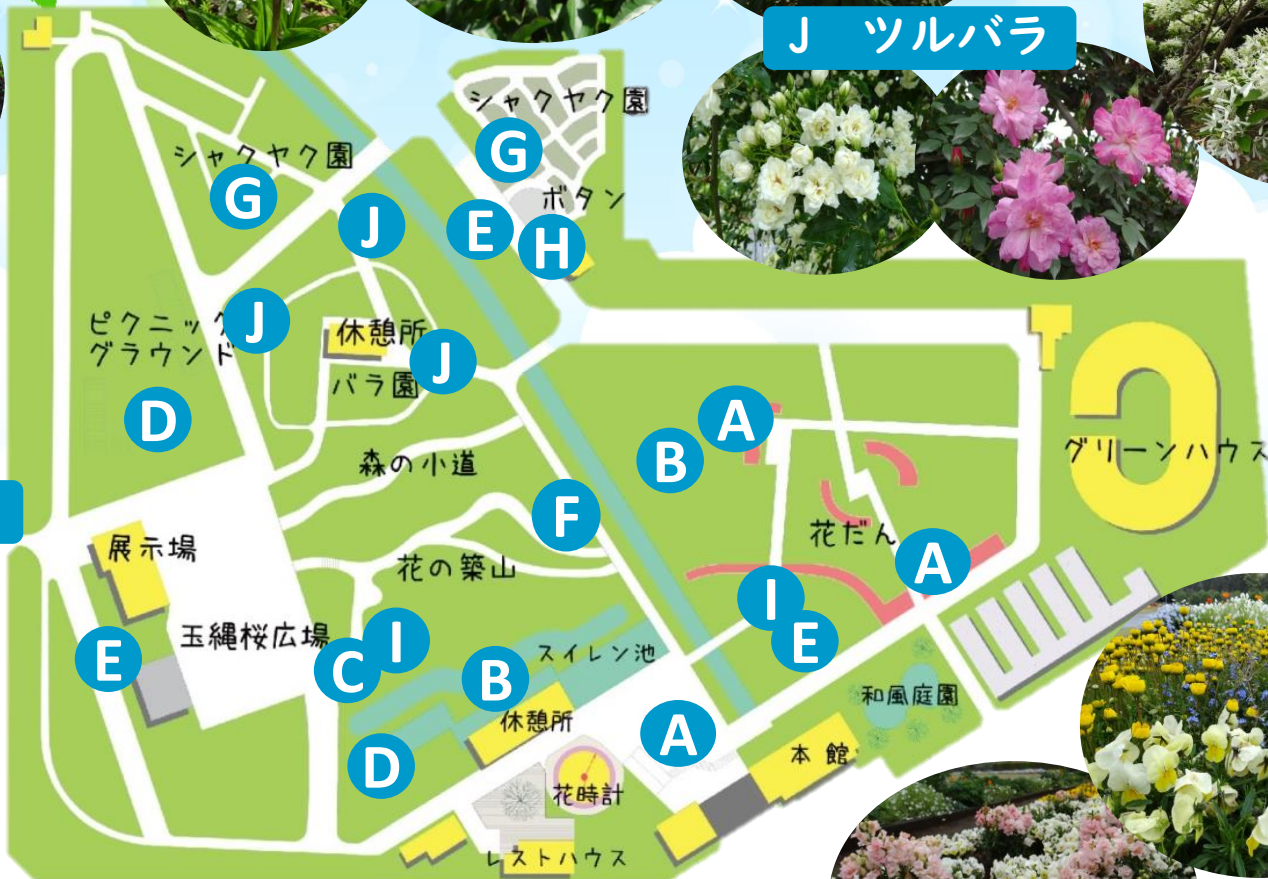 J ツルバラ
シャクヤク園
G
シャクヤク園
G
ボタン
J
E
H
ピクニック
グラウンド
J
休憩所
J
バラ園
D
A
B
グリーンハウス
森の小道
F
花だん
展示場
花の築山
A
I
玉縄桜広場
I
E
E
C
B
スイレン池
和風庭園
休憩所
A
D
本館
花時計
レストハウス